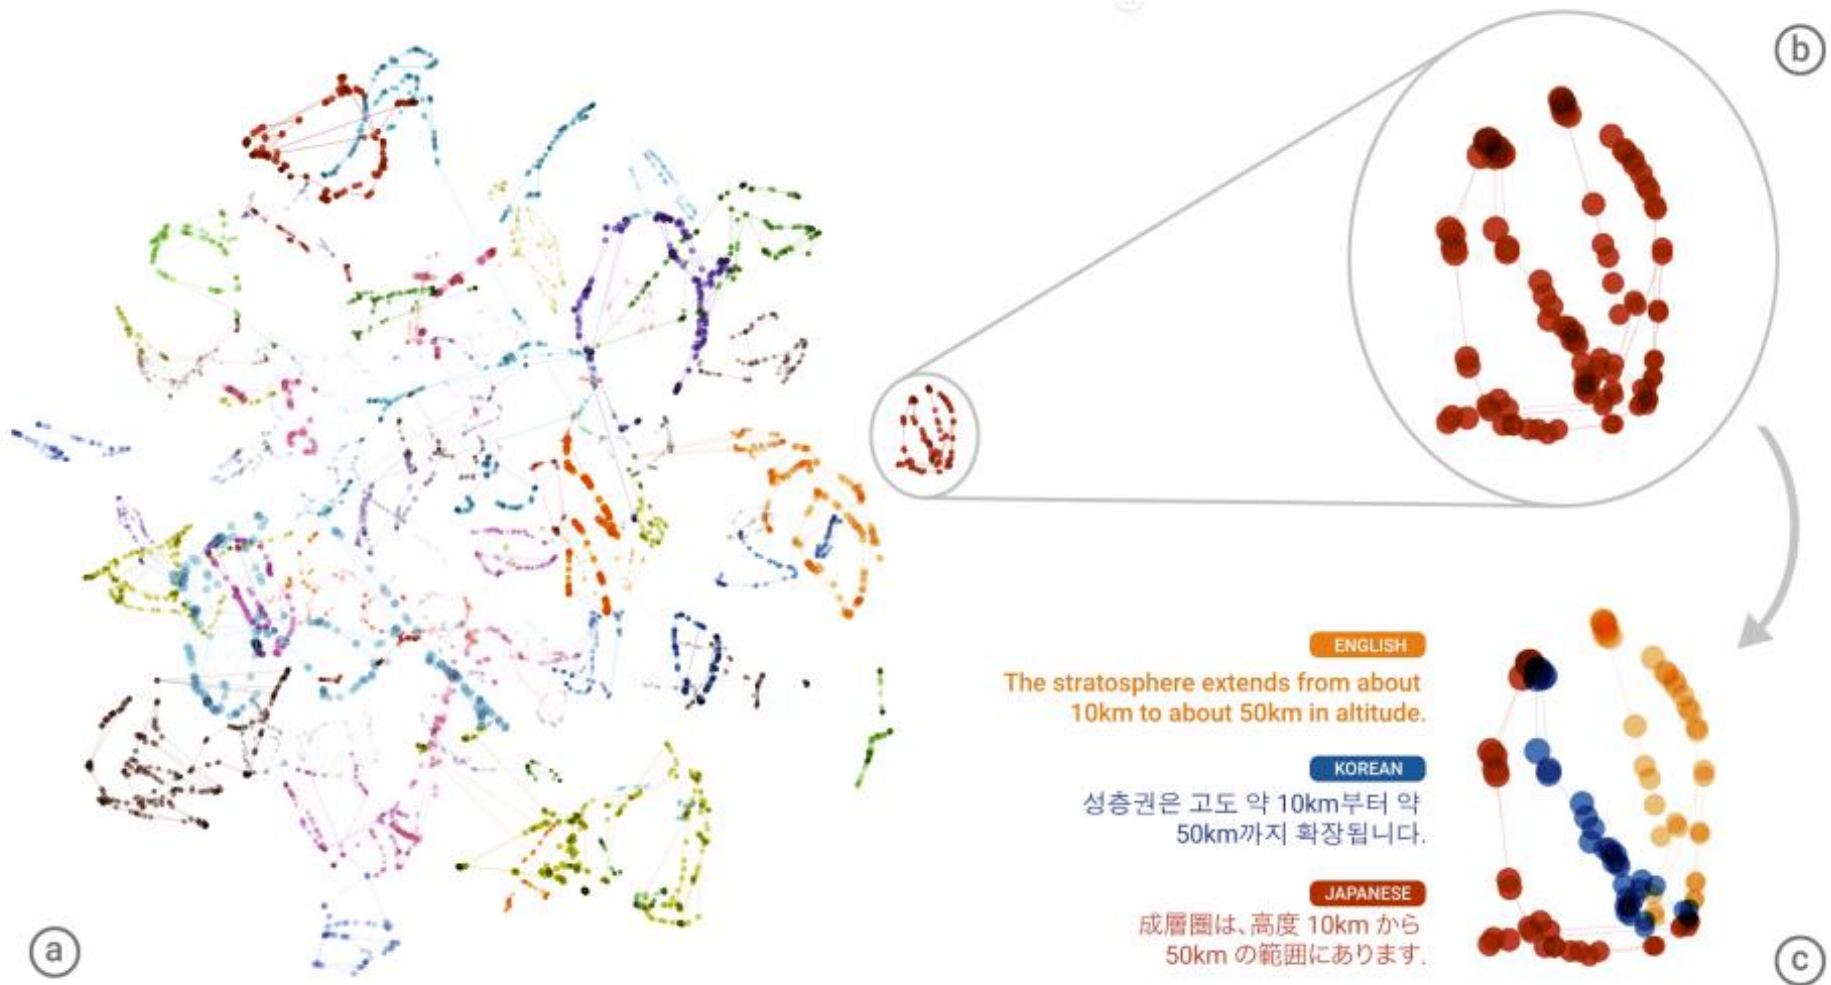 b
ENGLISH
The stratosphere extends from about
10km to about 50km in altitude.
KOREAN
성층권은 고도 약 10km부터 약
50km까지 확장됩니다.
JAPANESE
成層圏は、高度 10km から
50km の範囲にあります.
a
c